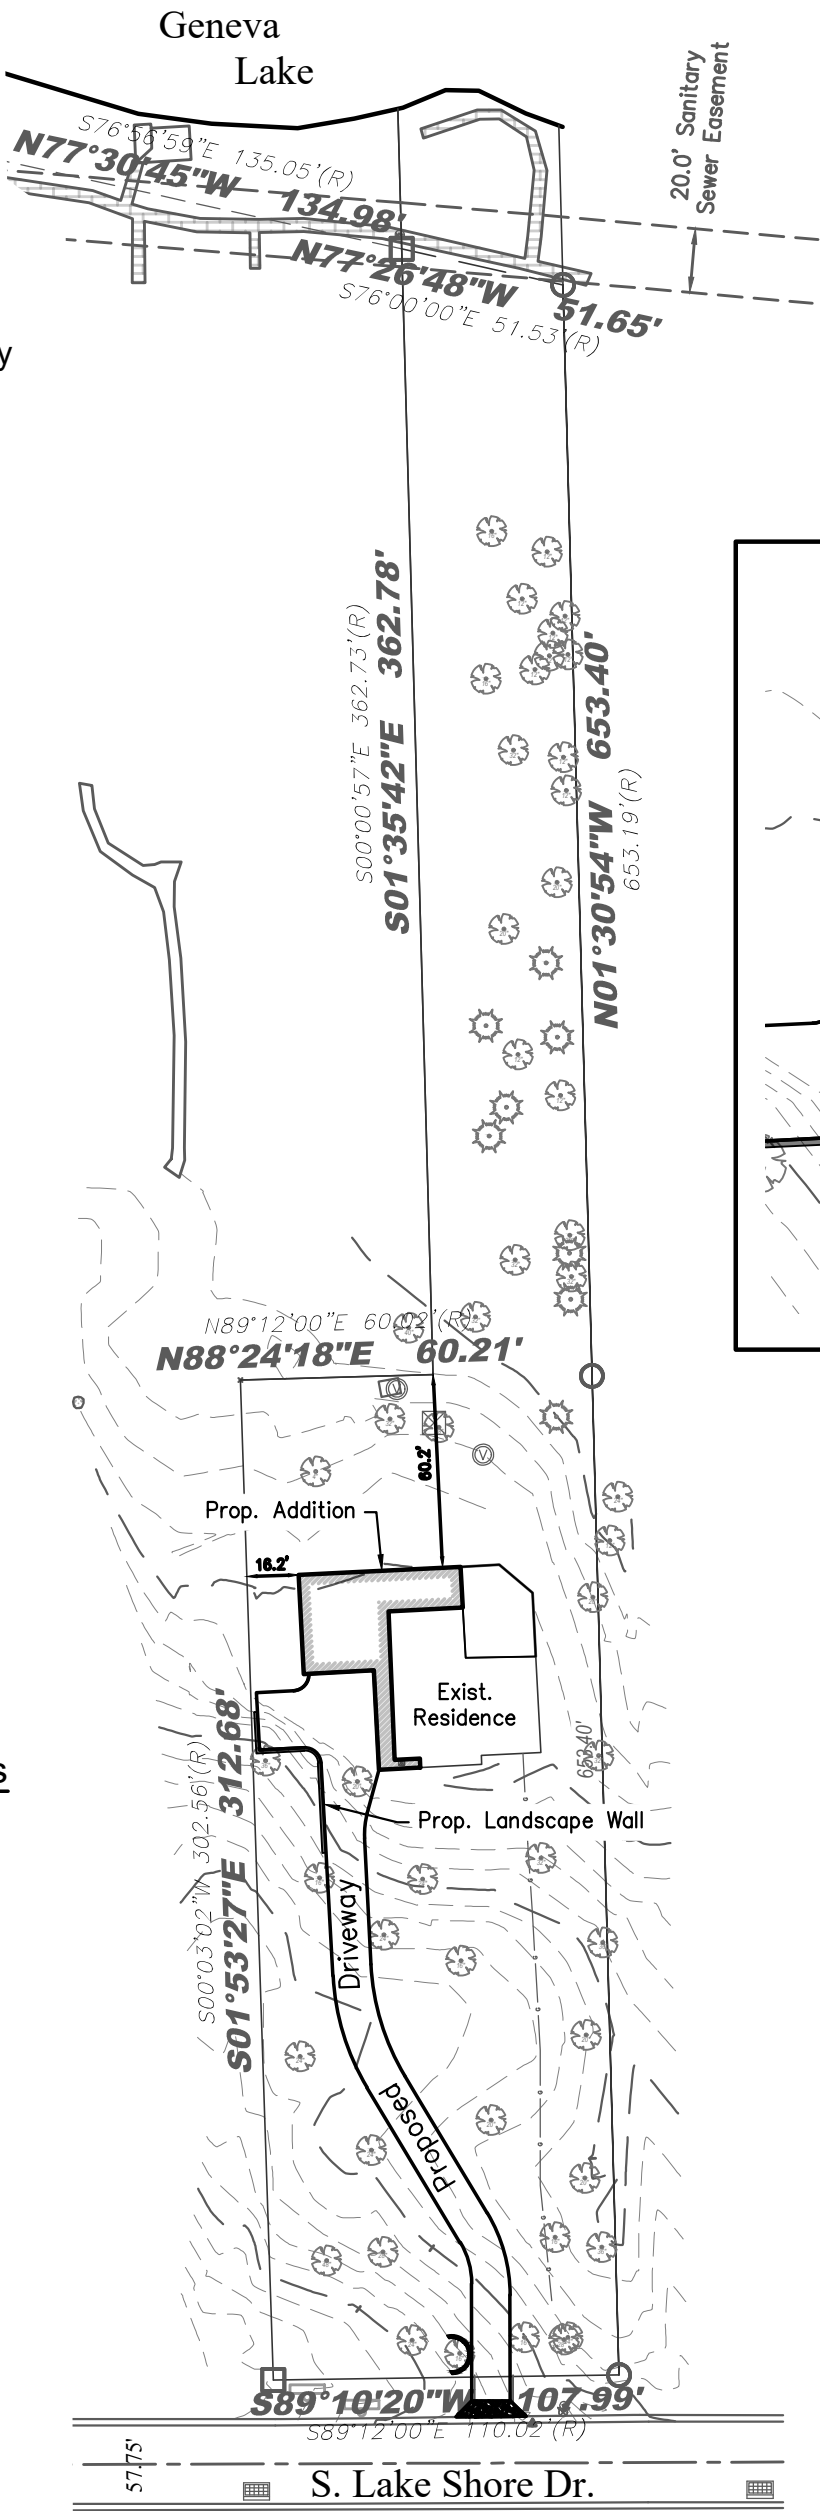 Geneva
Lake
20.0' Sanitary
Sewer Easement
S76°56'59"E 135.05'(R)
N77°30'45"W 134.98'
N77°26'48"W 51.65'
S76°00'00"E 51.53'(R)
y
S00°00'57"E 362.73'(R)
S01°35'42"E 362.78'
N01°30'54"W 653.40'
653.19'(R)
N89°12'00"E 60.02'(R)
N88°24'18"E 60.21'
60.2'
Prop. Addition
16.2'
Exist.
Residence
653.40'
s
Prop. Landscape Wall
S00°03'02"W 302.56'(R)
S01°53'27"E 312.68'
Driveway
Proposed
S89°10'20"W 107.99'
S89°12'00"E 110.02'(R)
57.75'
S. Lake Shore Dr.